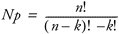 Np = n! / (n − k)! − k!